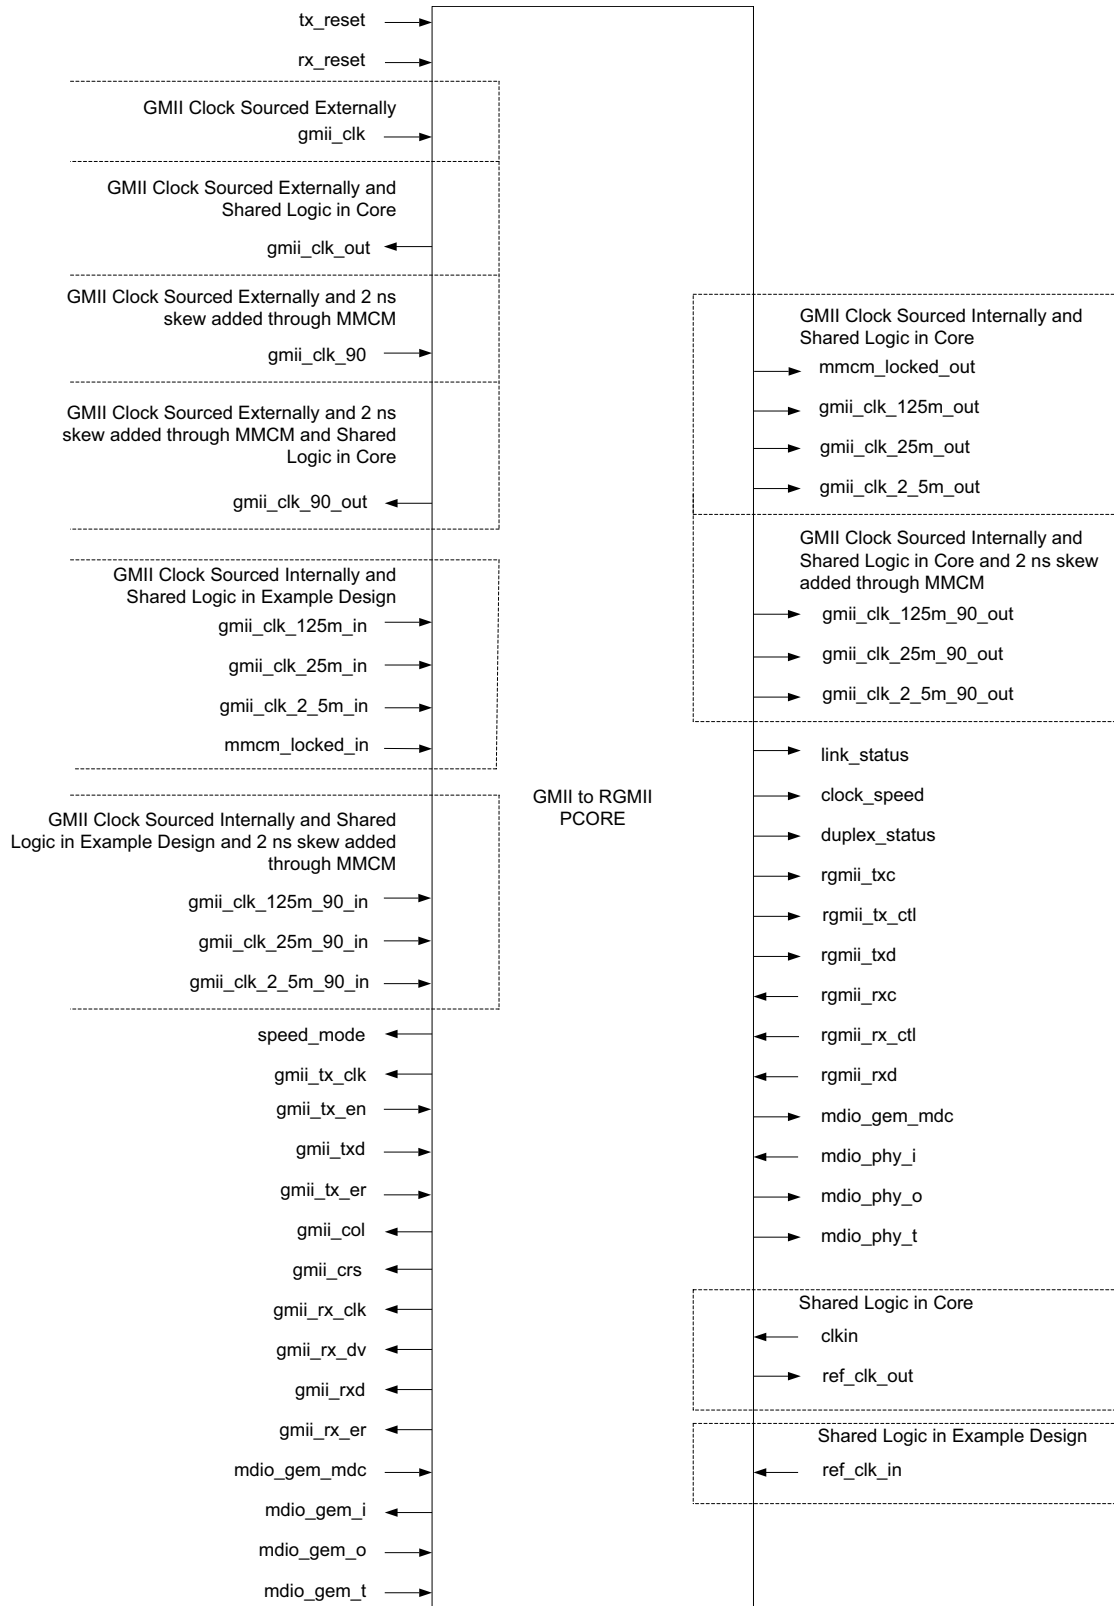 tx_reset
rx_reset
GMII Clock Sourced Externally
gmii_clk
GMII Clock Sourced Externally and
Shared Logic in Core
gmii_clk_out
GMII Clock Sourced Externally and 2 ns
skew added through MMCM
gmii_clk_90
GMII Clock Sourced Externally and 2 ns
skew added through MMCM and Shared
Logic in Core
gmii_clk_90_out
GMII Clock Sourced Internally and
Shared Logic in Example Design
gmii_clk_125m_in
gmii_clk_25m_in
gmii_clk_2_5m_in
mmcm_locked_in
GMII Clock Sourced Internally and Shared
Logic in Example Design and 2 ns skew added
through MMCM
gmii_clk_125m_90_in
gmii_clk_25m_90_in
gmii_clk_2_5m_90_in
speed_mode
gmii_tx_clk
gmii_tx_en
gmii_txd
gmii_tx_er
gmii_col
gmii_crs
gmii_rx_clk
gmii_rx_dv
gmii_rxd
gmii_rx_er
mdio_gem_mdc
mdio_gem_i
mdio_gem_o
mdio_gem_t
GMII to RGMII
PCORE
GMII Clock Sourced Internally and
Shared Logic in Core
mmcm_locked_out
gmii_clk_125m_out
gmii_clk_25m_out
gmii_clk_2_5m_out
GMII Clock Sourced Internally and
Shared Logic in Core and 2 ns skew
added through MMCM
gmii_clk_125m_90_out
gmii_clk_25m_90_out
gmii_clk_2_5m_90_out
link_status
clock_speed
duplex_status
rgmii_txc
rgmii_tx_ctl
rgmii_txd
rgmii_rxc
rgmii_rx_ctl
rgmii_rxd
mdio_gem_mdc
mdio_phy_i
mdio_phy_o
mdio_phy_t
Shared Logic in Core
clkin
ref_clk_out
Shared Logic in Example Design
ref_clk_in